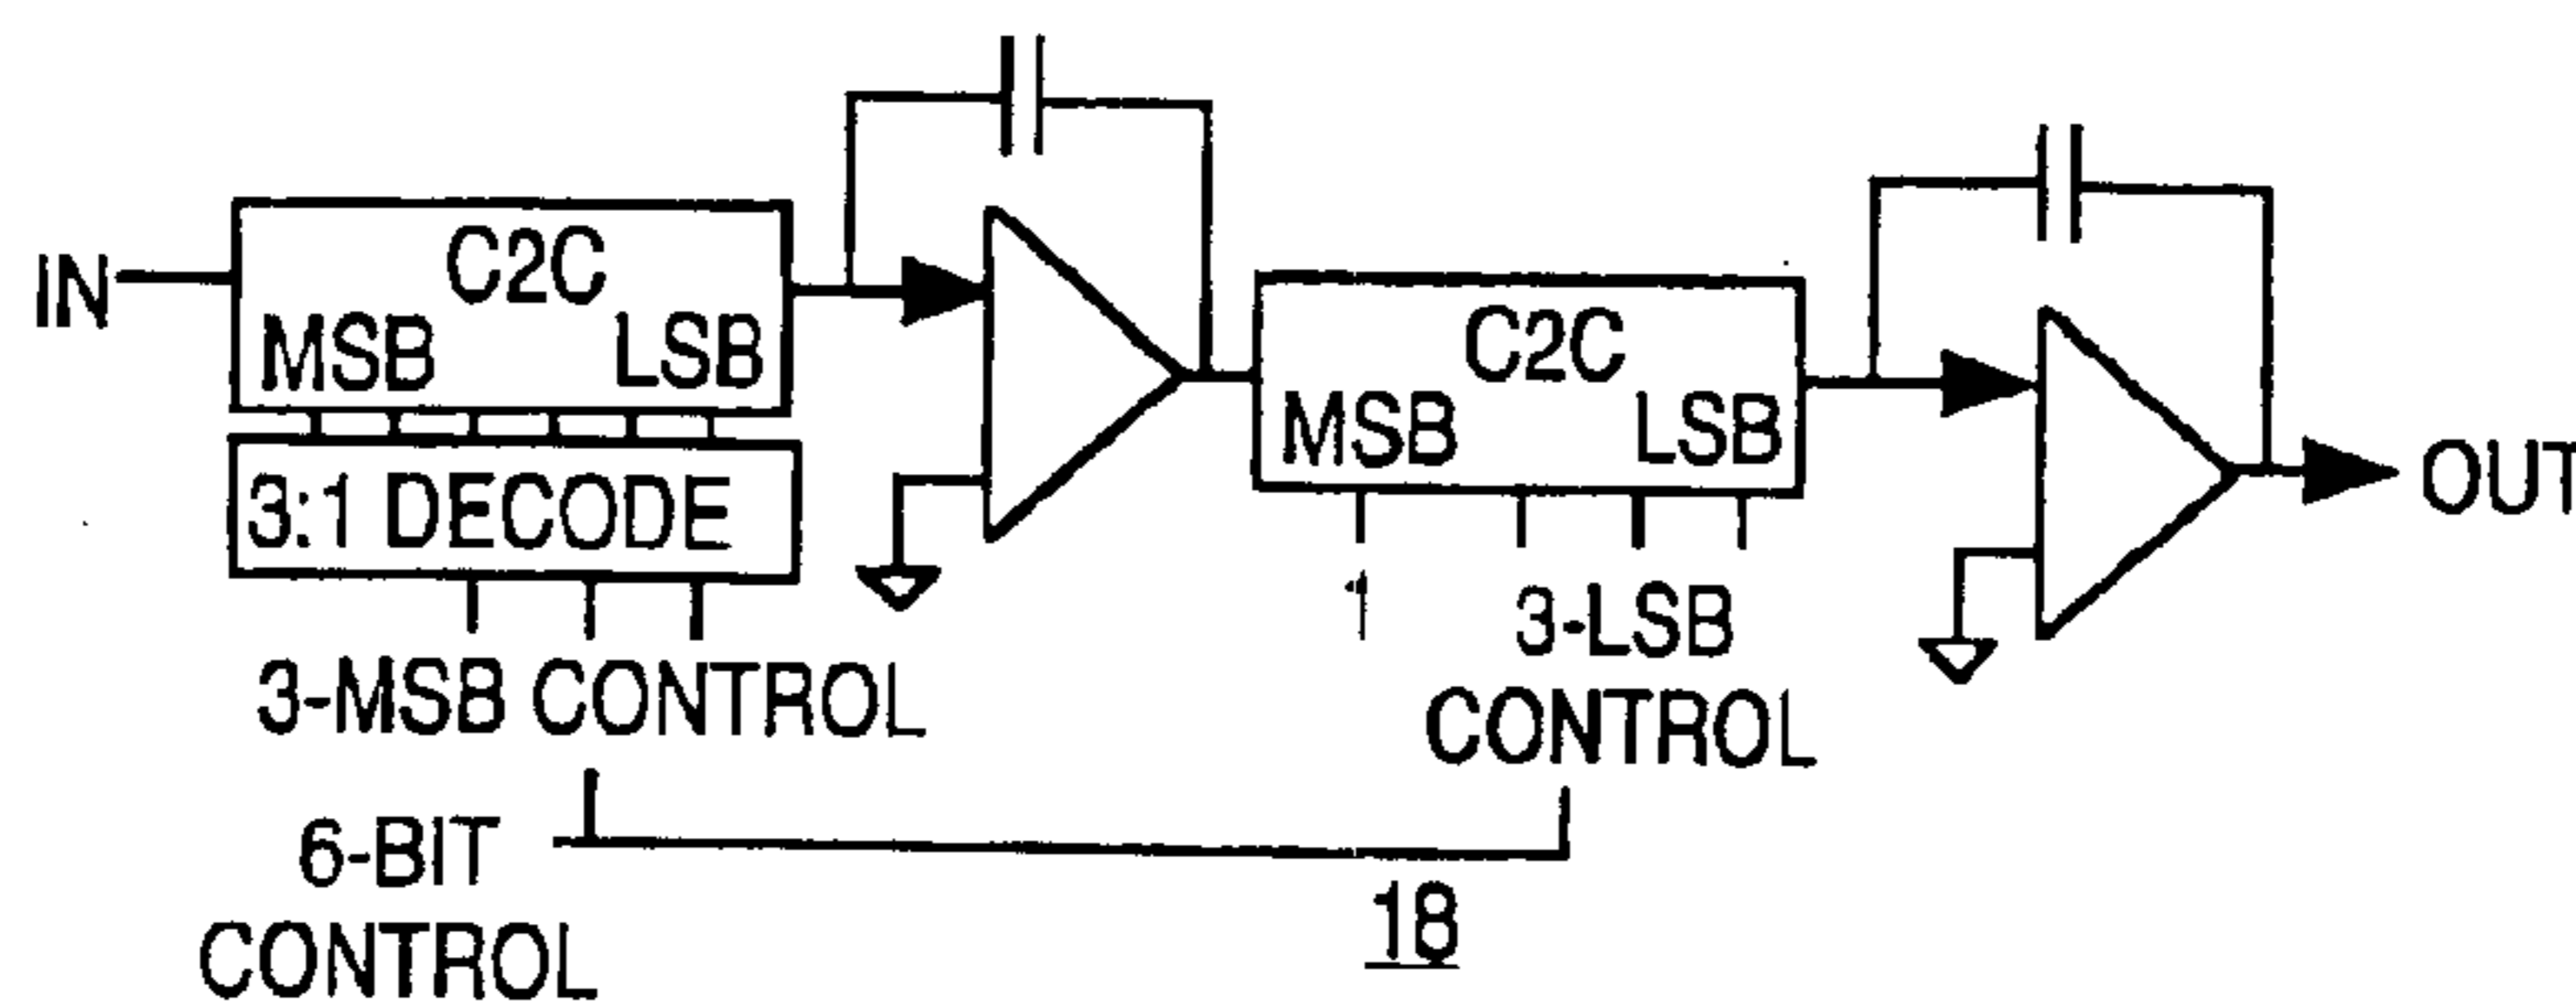 IN
C2C
MSB LSB
3:1 DECODE
3-MSB CONTROL
6-BIT
CONTROL
C2C
MSB LSB
1
3-LSB
CONTROL
OUT
18